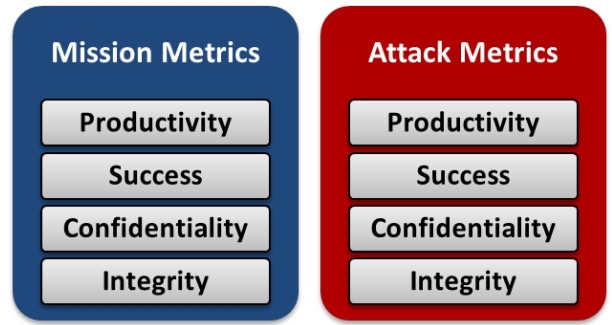 Mission Metrics
Productivity
Success
Confidentiality
Integrity
Attack Metrics
Productivity
Success
Confidentiality
Integrity